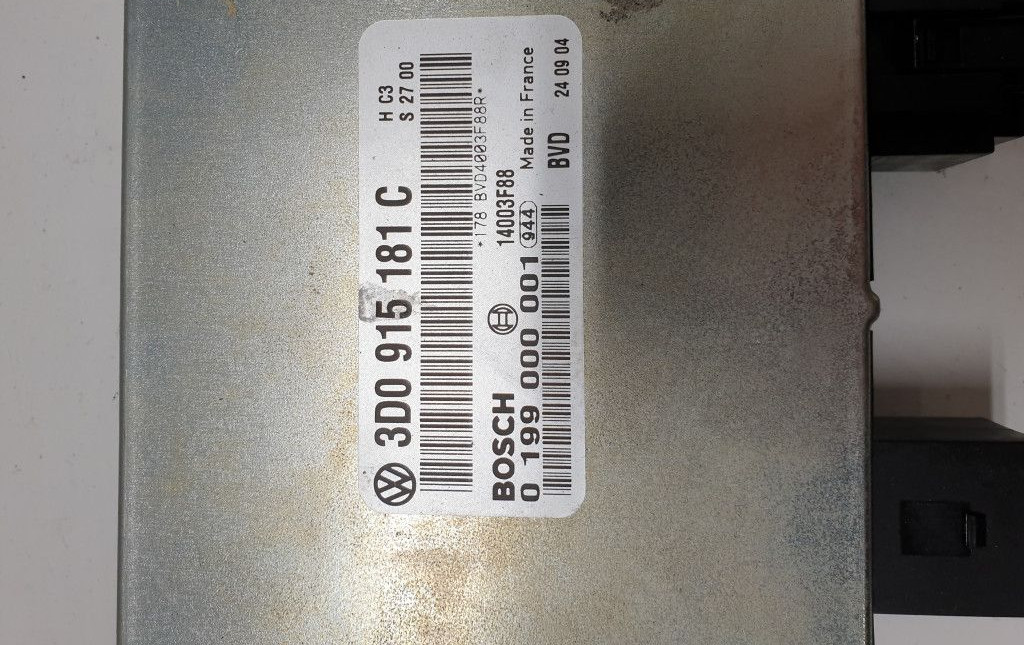 3D0 915 181 C
H C3
S 27 00
*178 BVD4003F88R*
BOSCH
14003F88
0 199 000 001
944
Made in France
BVD
24 09 04